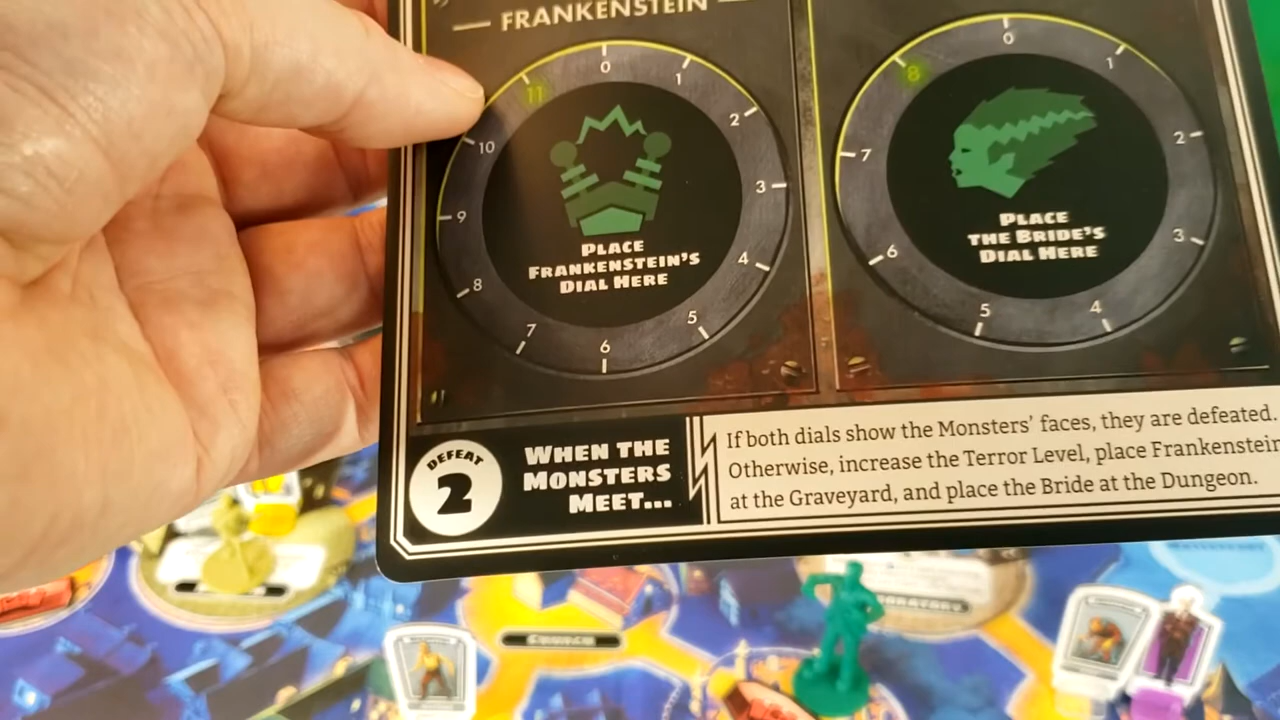 FRANKENSTEIN
0
1
2
3
4
5
6
7
8
9
10
11
PLACE
FRANKENSTEIN'S
DIAL HERE
0
1
2
3
4
5
6
7
8
PLACE
THE BRIDE'S
DIAL HERE
DEFEAT
2
WHEN THE
MONSTERS
MEET...
If both dials show the Monsters' faces, they are defeated.
Otherwise, increase the Terror Level, place Frankenstein
at the Graveyard, and place the Bride at the Dungeon.
CHURCH